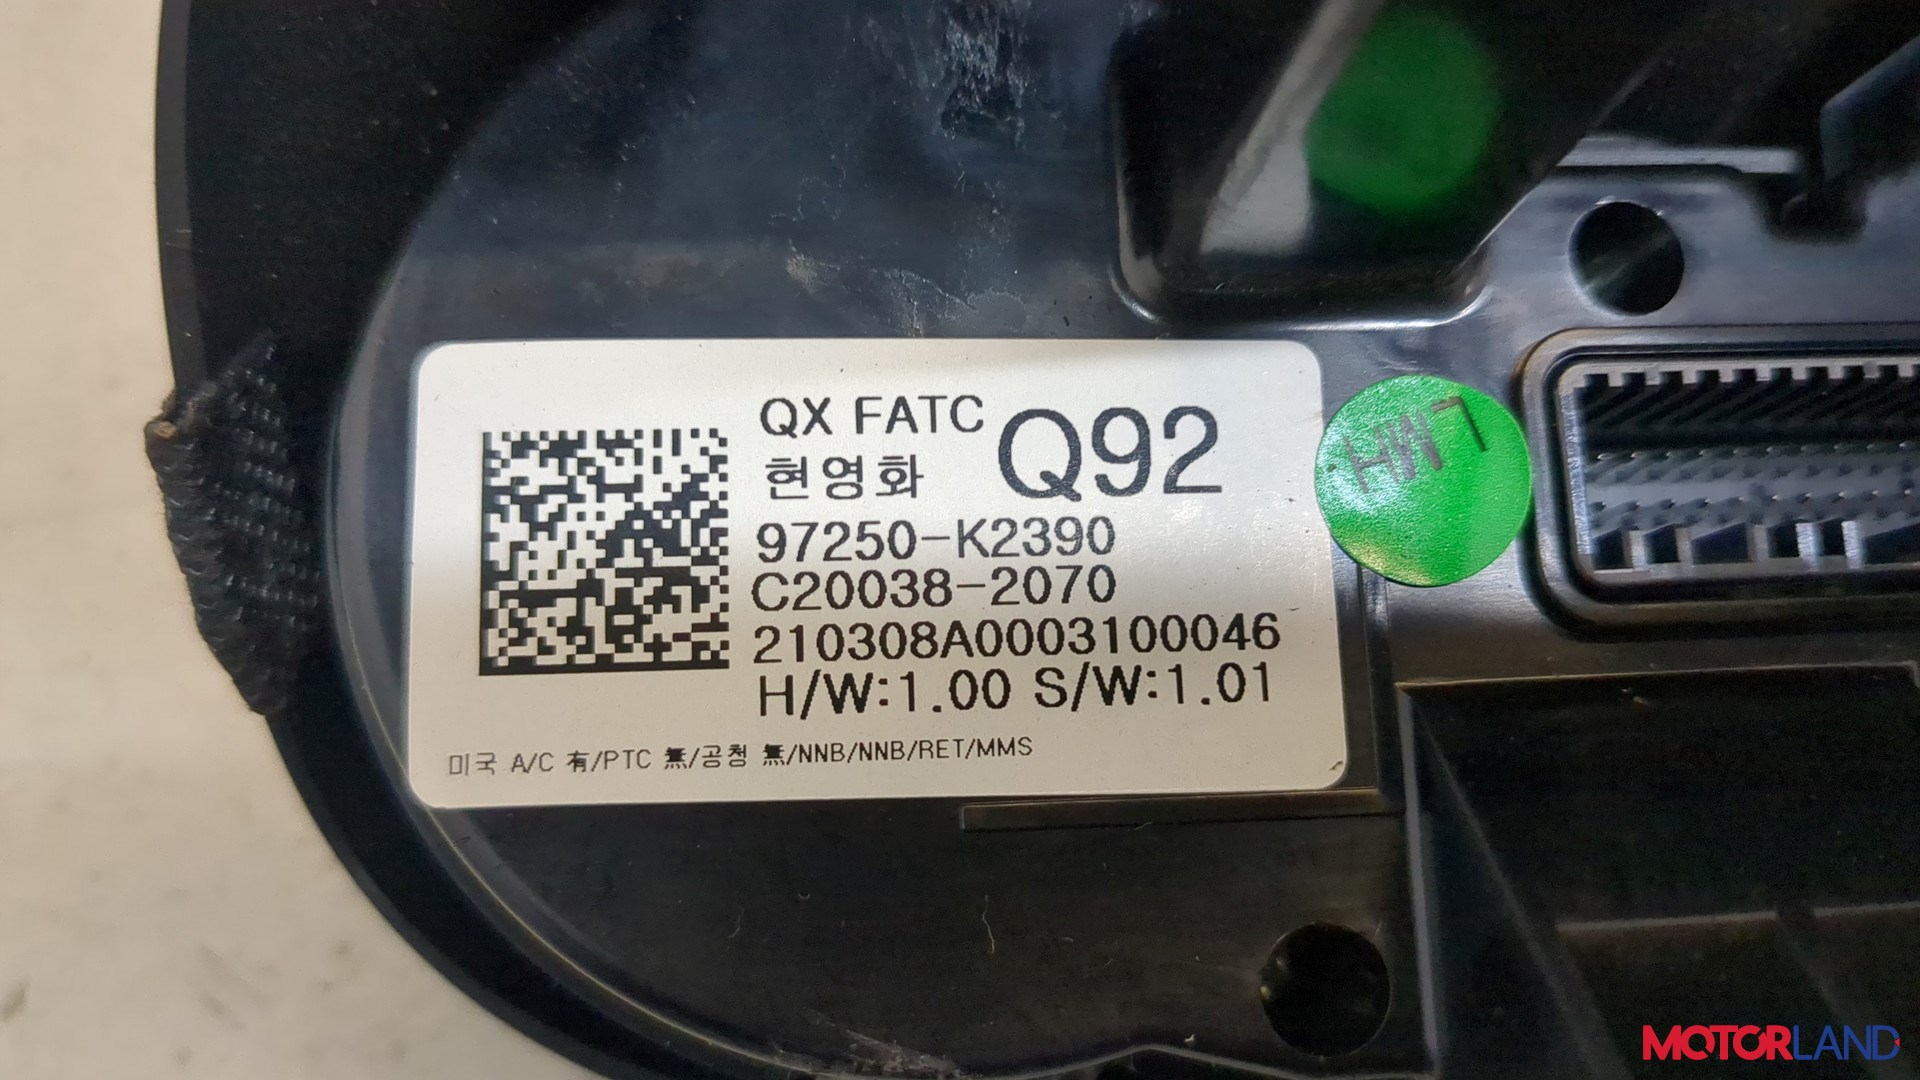 QX FATC
현영화
Q92
97250-K2390
C20038-2070
210308A0003100046
H/W:1.00 S/W:1.01
미국 A/C 有/PTC 無/공청 無/NNB/NNB/RET/MMS
HW7
MOTORLAND